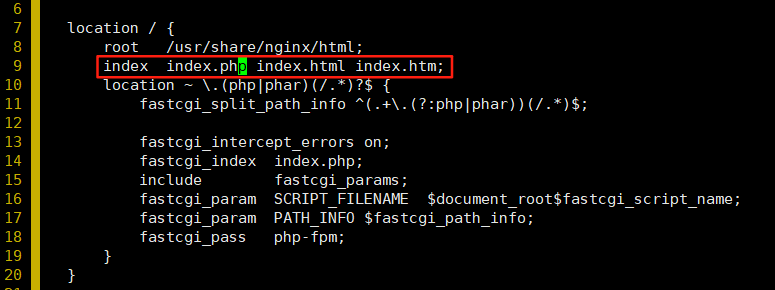 6
7    location / {
8        root   /usr/share/nginx/html;
9        index  index.php index.html index.htm;
10        location ~ \.(php|phar)(/.*)?$ {
11            fastcgi_split_path_info ^(.+\.(?:php|phar))(/.*)$;
12
13            fastcgi_intercept_errors on;
14            fastcgi_index  index.php;
15            include        fastcgi_params;
16            fastcgi_param  SCRIPT_FILENAME  $document_root$fastcgi_script_name;
17            fastcgi_param  PATH_INFO $fastcgi_path_info;
18            fastcgi_pass   php-fpm;
19        }
20    }